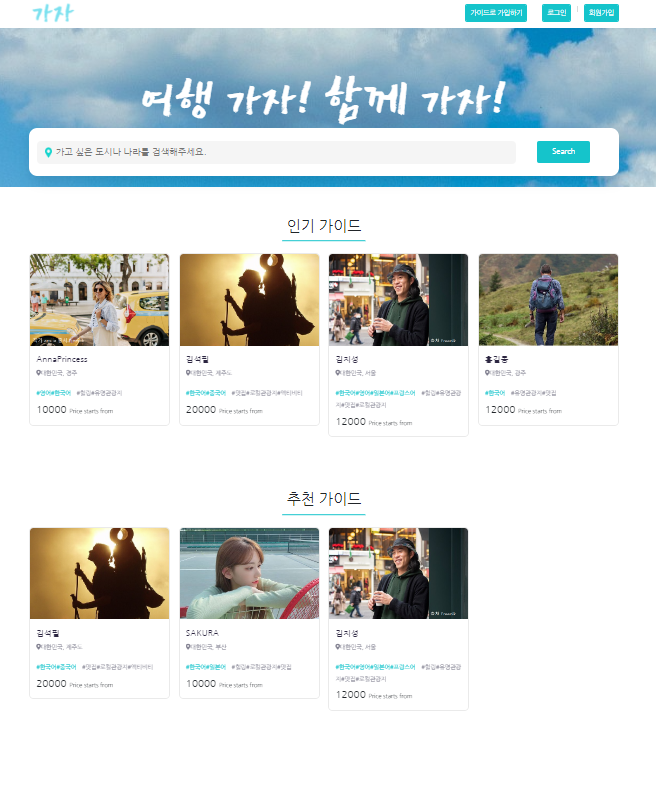 가자
가이드로 가입하기
로그인
회원가입
여행 가자! 함께 가자!
가고 싶은 도시나 나라를 검색해주세요.
Search
인기 가이드
AnnaPrincess
대한민국, 경주
#영어#한국어 #힐링#유명관광지
10000 Price starts from
김석필
대한민국, 제주도
#한국어#중국어 #맛집#로컬관광지#액티비티
20000 Price starts from
김지성
대한민국, 서울
#한국어#영어#일본어#프랑스어 #힐링#유명관광
지#맛집#로컬관광지
12000 Price starts from
홍길동
대한민국, 광주
#한국어 #유명관광지#맛집
12000 Price starts from
추천 가이드
김석필
대한민국, 제주도
#한국어#중국어 #맛집#로컬관광지#액티비티
20000 Price starts from
SAKURA
대한민국, 부산
#한국어#일본어 #힐링#로컬관광지#맛집
10000 Price starts from
김지성
대한민국, 서울
#한국어#영어#일본어#프랑스어 #힐링#유명관광
지#맛집#로컬관광지
12000 Price starts from